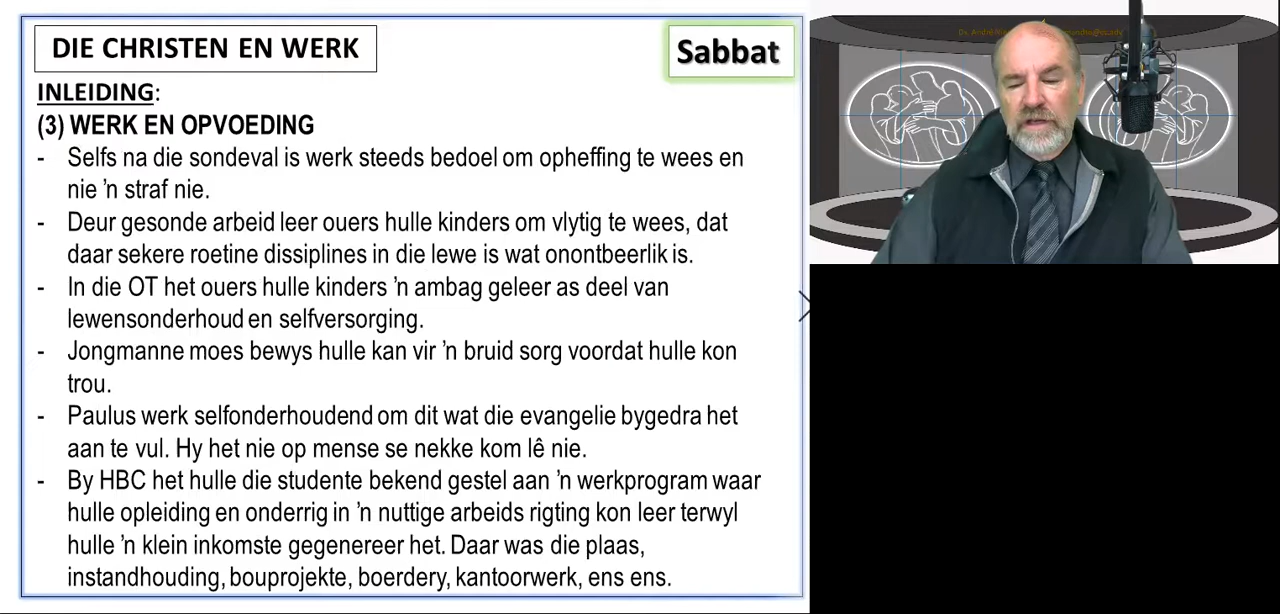 DIE CHRISTEN EN WERK
Sabbat
INLEIDING:
(3) WERK EN OPVOEDING
- Selfs na die sondeval is werk steeds bedoel om opheffing te wees en
nie 'n straf nie.
- Deur gesonde arbeid leer ouers hulle kinders om vlytig te wees, dat
daar sekere roetine dissiplines in die lewe is wat onontbeerlik is.
- In die OT het ouers hulle kinders 'n ambag geleer as deel van
lewensonderhoud en selfversorging.
- Jongmanne moes bewys hulle kan vir 'n bruid sorg voordat hulle kon
trou.
- Paulus werk selfonderhoudend om dit wat die evangelie bygedra het
aan te vul. Hy het nie op mense se nekke kom lê nie.
- By HBC het hulle die studente bekend gestel aan 'n werkprogram waar
hulle opleiding en onderrig in 'n nuttige arbeids rigting kon leer terwyl
hulle 'n klein inkomste gegenereer het. Daar was die plaas,
instandhouding, bouprojekte, boerdery, kantoorwerk, ens ens.
Ds. André